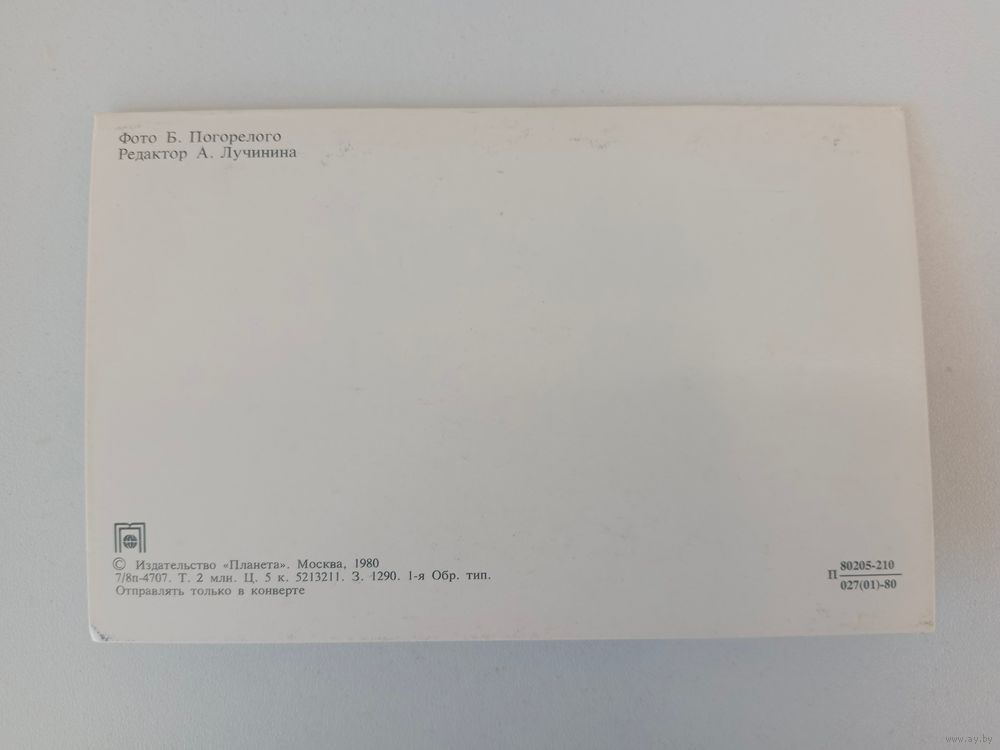 Фото Б. Погорелого
Редактор А. Лучинина
© Издательство «Планета». Москва, 1980
7/8п-4707. Т. 2 млн. Ц. 5 к. 5213211. З. 1290. 1-я Обр. тип.
Отправлять только в конверте
П 80205-210
027(01)-80
www.ay.by